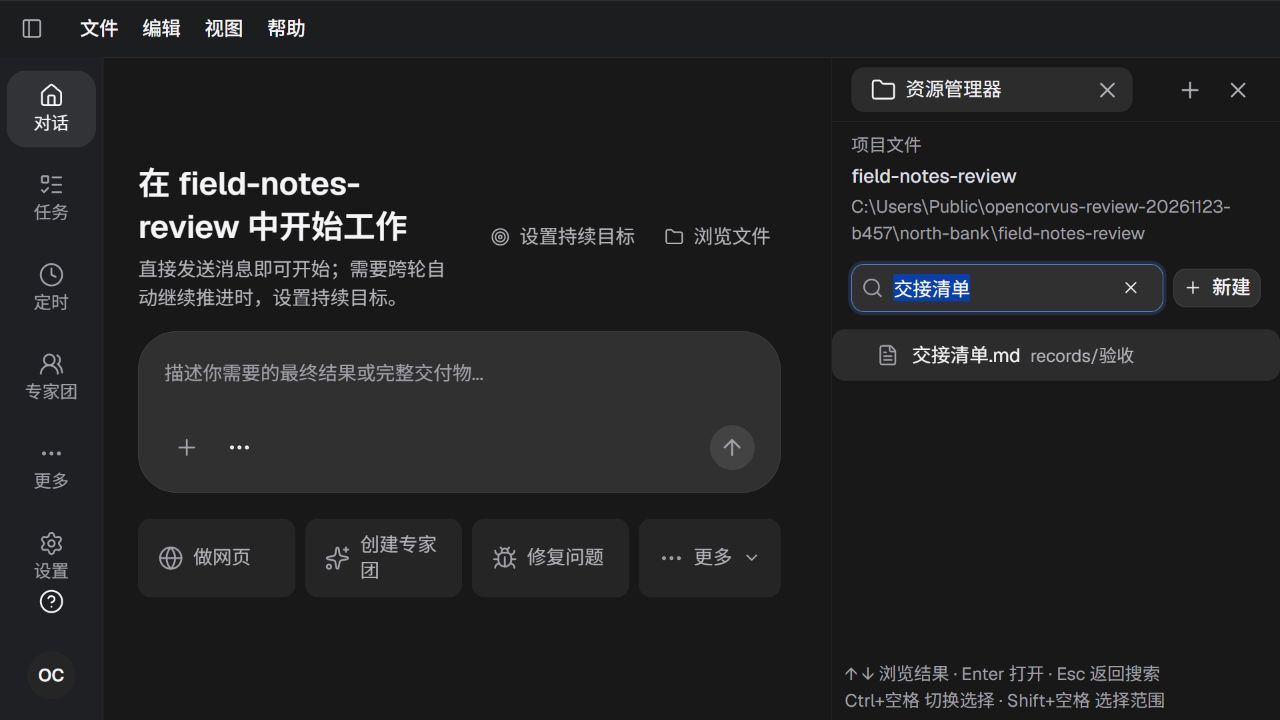 文件 编辑 视图 帮助
对话
任务
定时
专家团
更多
设置
OC
在 field-notes-
review 中开始工作
直接发送消息即可开始；需要跨轮自
动继续推进时，设置持续目标。
设置持续目标
浏览文件
描述你需要的最终结果或完整交付物...
做网页
创建专家
团
修复问题
更多
资源管理器
项目文件
field-notes-review
C:\Users\Public\opencorvus-review-20261123-
b457\north-bank\field-notes-review
交接清单
新建
交接清单.md records/验收
↑↓ 浏览结果 · Enter 打开 · Esc 返回搜索
Ctrl+空格 切换选择 · Shift+空格 选择范围